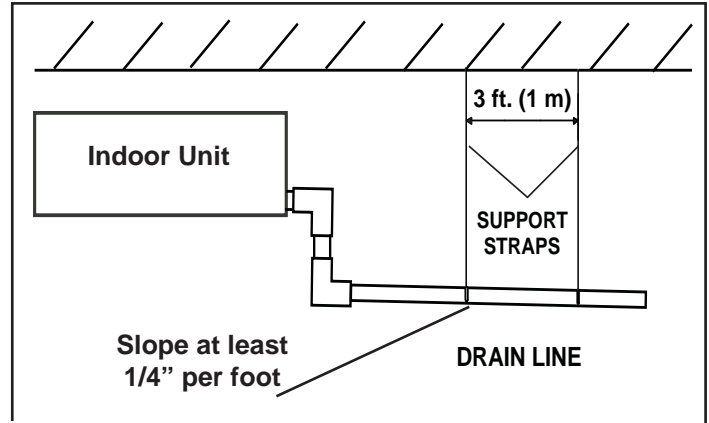 3 ft. (1 m)
Indoor Unit
SUPPORT
STRAPS
Slope at least
1/4” per foot
DRAIN LINE